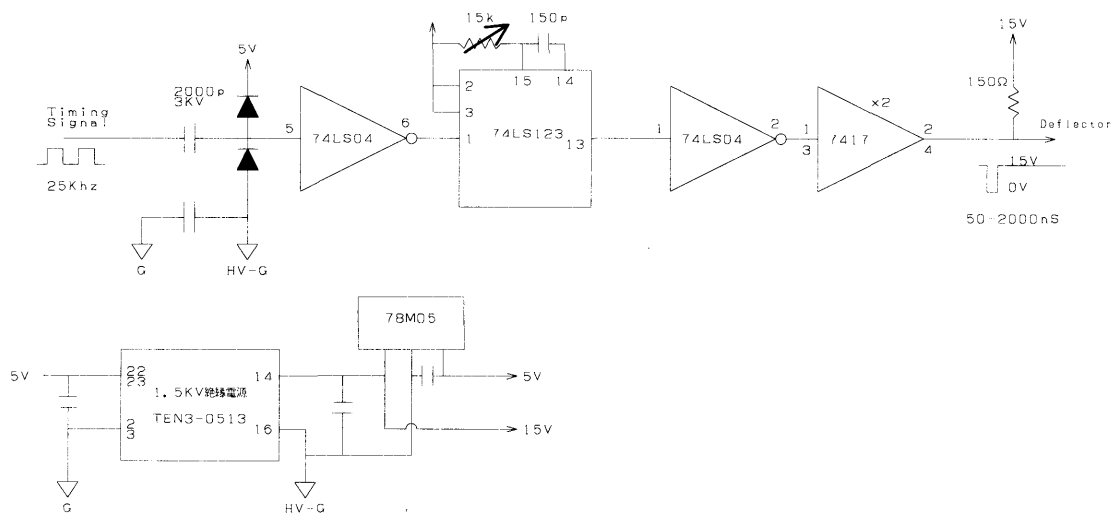 15k
150p
15V
5V
2000p
3KV
Timing
Signal
25Khz
5
74LS04
6
15
14
2
3
1
74LS123
13
1
74LS04
2
x2
1
3
7417
2
4
150Ω
Deflector
15V
0V
50-2000nS
G
HV-G
78M05
5V
22
23
1.5KV絶縁電源
TEN3-0513
2
3
14
16
5V
15V
G
HV-G